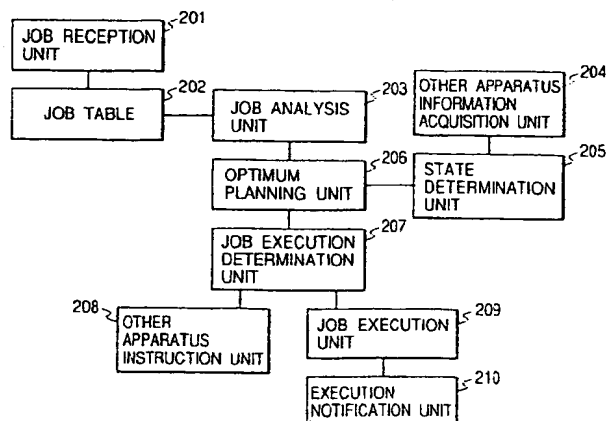 JOB RECEPTION
UNIT
201
JOB TABLE
202
JOB ANALYSIS
UNIT
203
OTHER APPARATUS
INFORMATION
ACQUISITION UNIT
204
OPTIMUM
PLANNING UNIT
206
STATE
DETERMINATION
UNIT
205
JOB EXECUTION
DETERMINATION
UNIT
207
208
OTHER
APPARATUS
INSTRUCTION UNIT
JOB EXECUTION
UNIT
209
EXECUTION
NOTIFICATION UNIT
210